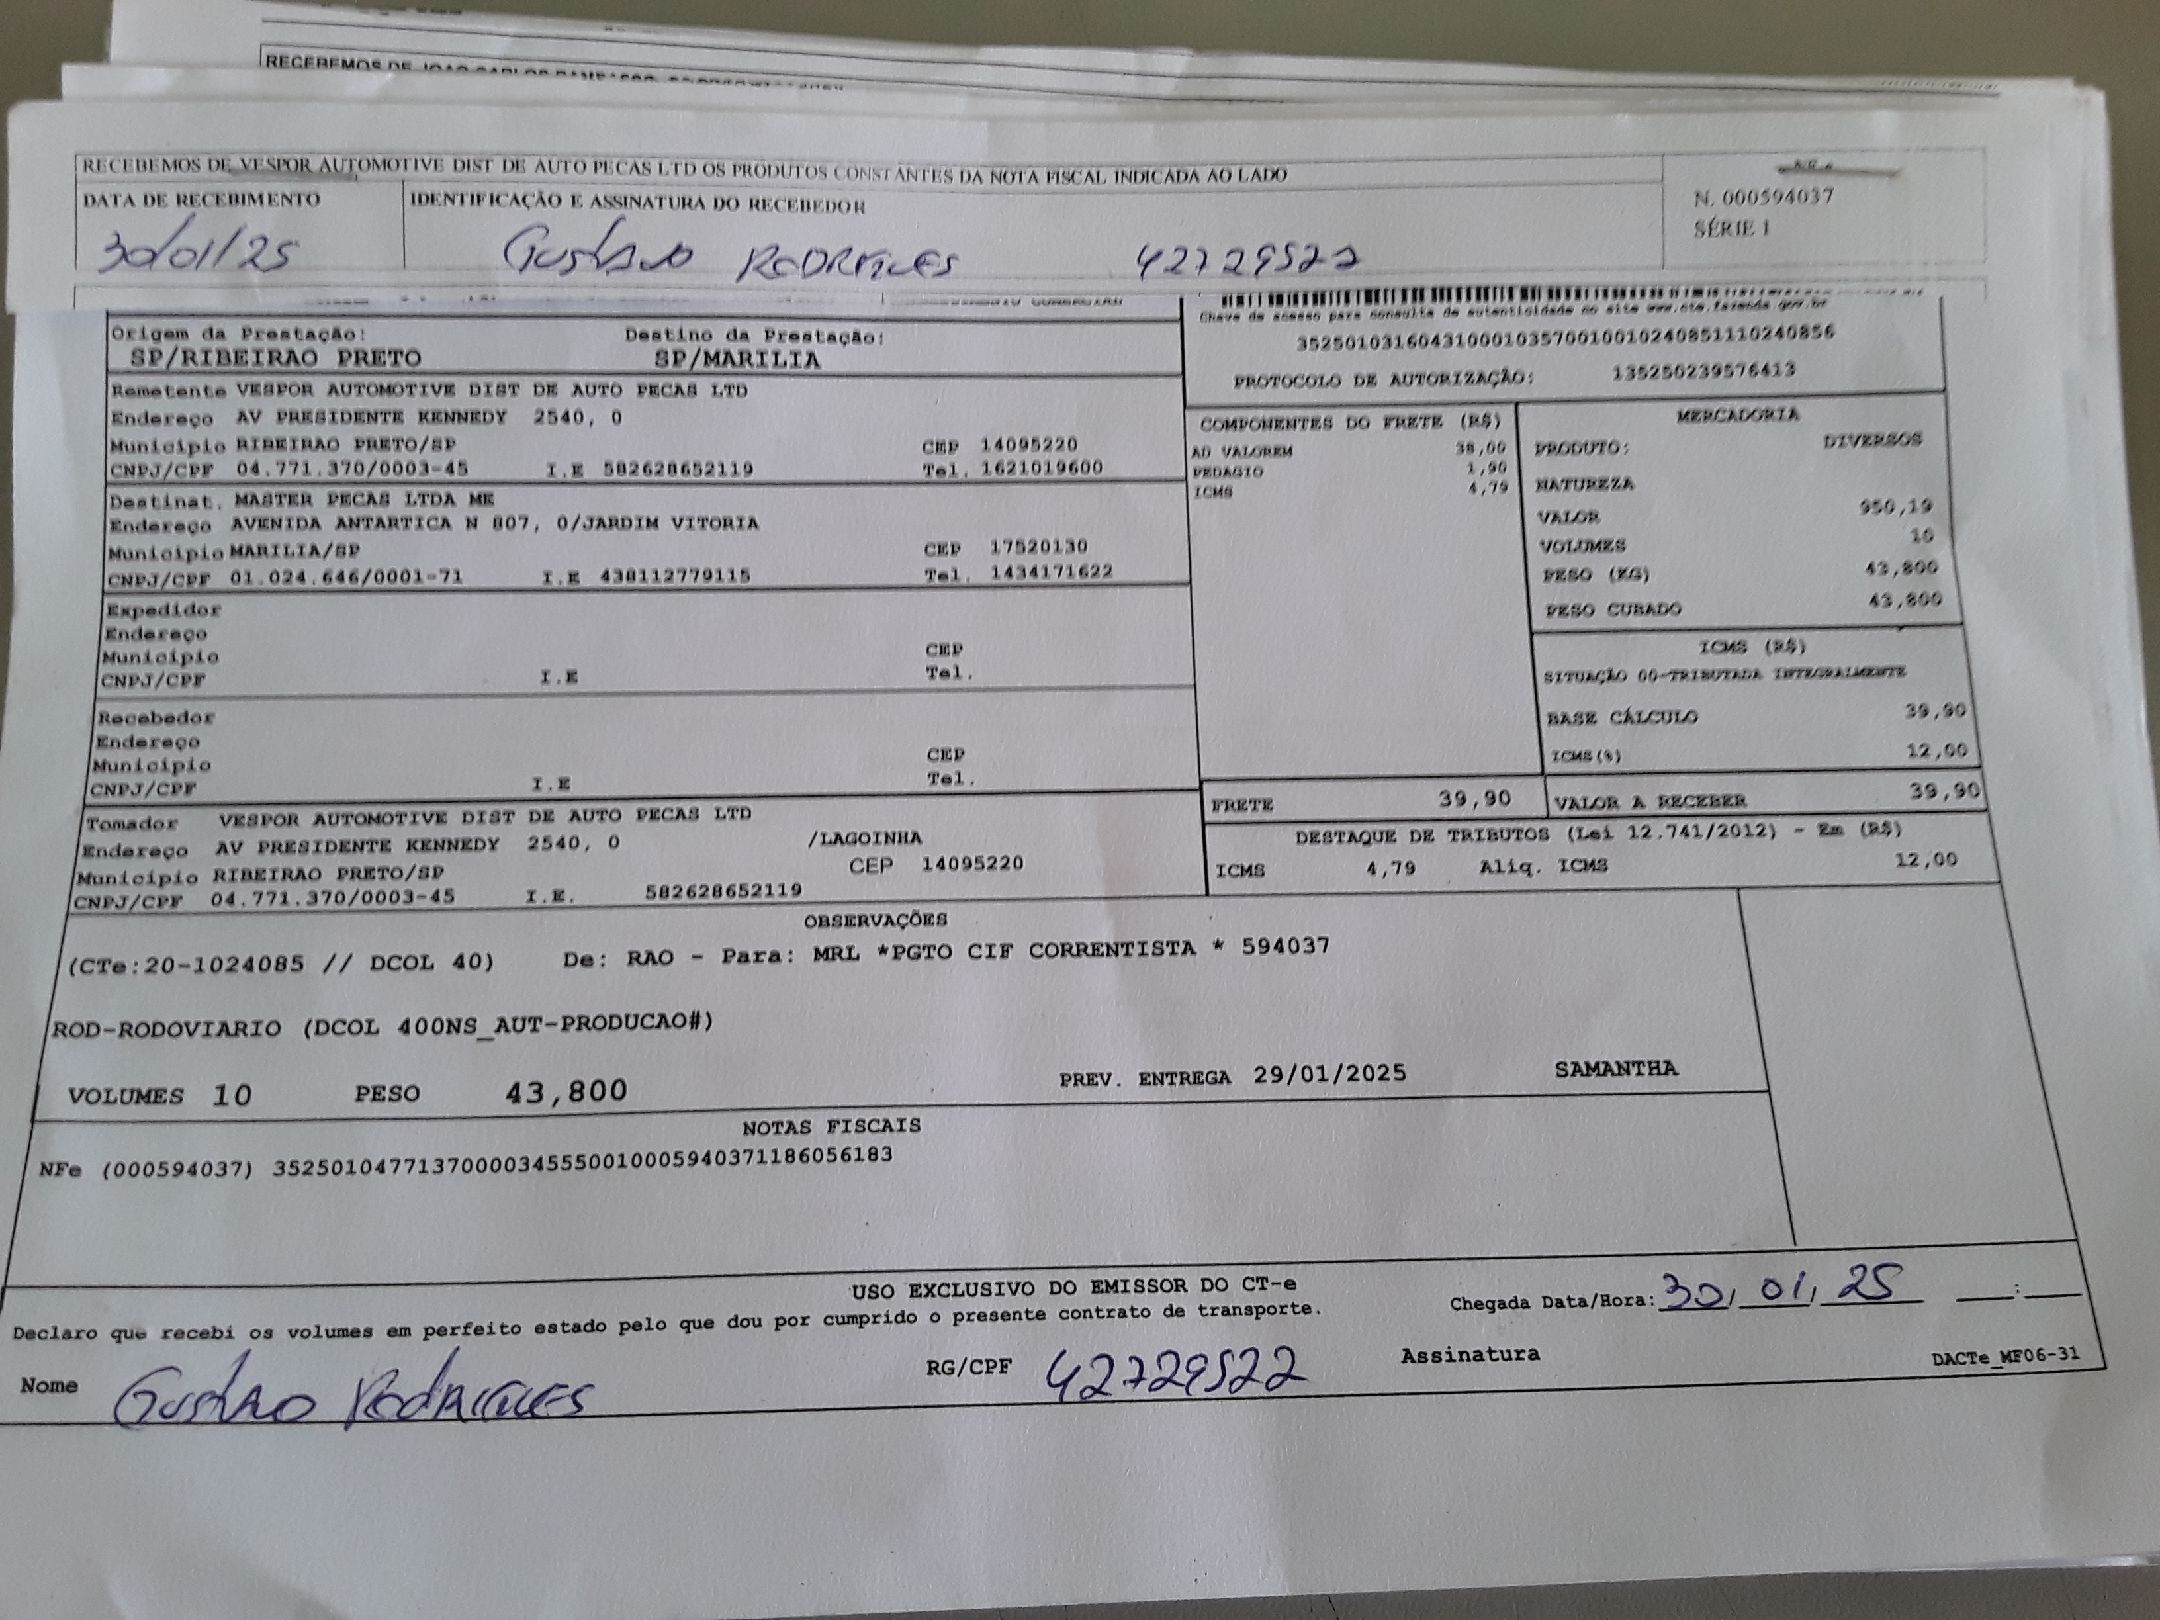 RECEBEMOS DE VESPOR AUTOMOTIVE DIST DE AUTO PECAS LTD OS PRODUTOS CONSTANTES DA NOTA FISCAL INDICADA AO LADO
DATA DE RECEBIMENTO IDENTIFICAÇÃO E ASSINATURA DO RECEBEDOR
N. 000594037
SÉRIE 1
30/01/25 Gustavo Rodrigues 42729522
Chave de acesso para consulta de autenticidade no site www.cte.fazenda.gov.br
35250103160431000103570010010240851110240856
PROTOCOLO DE AUTORIZAÇÃO: 135250239576413
Origem da Prestação: Destino da Prestação:
SP/RIBEIRAO PRETO SP/MARILIA
Remetente VESPOR AUTOMOTIVE DIST DE AUTO PECAS LTD
Endereço AV PRESIDENTE KENNEDY 2540, 0
Municipio RIBEIRAO PRETO/SP CEP 14095220
CNPJ/CPF 04.771.370/0003-45 I.E 582628652119 Tel. 1621019600
Destinat. MASTER PECAS LTDA ME
Endereço AVENIDA ANTARTICA N 807, 0/JARDIM VITORIA
Municipio MARILIA/SP CEP 17520130
CNPJ/CPF 01.024.646/0001-71 I.E 438112779115 Tel. 1434171622
Expedidor
Endereço
Municipio CEP
CNPJ/CPF I.E Tel.
Recebedor
Endereço
Municipio CEP
CNPJ/CPF I.E Tel.
Tomador VESPOR AUTOMOTIVE DIST DE AUTO PECAS LTD
Endereço AV PRESIDENTE KENNEDY 2540, 0 /LAGOINHA
Municipio RIBEIRAO PRETO/SP CEP 14095220
CNPJ/CPF 04.771.370/0003-45 I.E. 582628652119
COMPONENTES DO FRETE (R$)
AD VALOREM 38,00
PEDAGIO 1,90
ICMS 4,79
MERCADORIA
PRODUTO: DIVERSOS
NATUREZA
VALOR 950,19
VOLUMES 10
PESO (KG) 43,800
PESO CUBADO 43,800
ICMS (R$)
SITUAÇÃO 00-TRIBUTADA INTEGRALMENTE
BASE CÁLCULO 39,90
ICMS(%) 12,00
FRETE 39,90 VALOR A RECEBER 39,90
DESTAQUE DE TRIBUTOS (Lei 12.741/2012) - Em (R$)
ICMS 4,79 Aliq. ICMS 12,00
OBSERVAÇÕES
(CTe:20-1024085 // DCOL 40) De: RAO - Para: MRL *PGTO CIF CORRENTISTA * 594037
ROD-RODOVIARIO (DCOL 400NS_AUT-PRODUCAO#)
VOLUMES 10 PESO 43,800 PREV. ENTREGA 29/01/2025 SAMANTHA
NOTAS FISCAIS
NFe (000594037) 35250104771370000345550010005940371186056183
USO EXCLUSIVO DO EMISSOR DO CT-e
Declaro que recebi os volumes em perfeito estado pelo que dou por cumprido o presente contrato de transporte. Chegada Data/Hora: 30/01/25 __:__
Nome Gustavo Rodrigues RG/CPF 42729522 Assinatura
DACTe_MF06-31